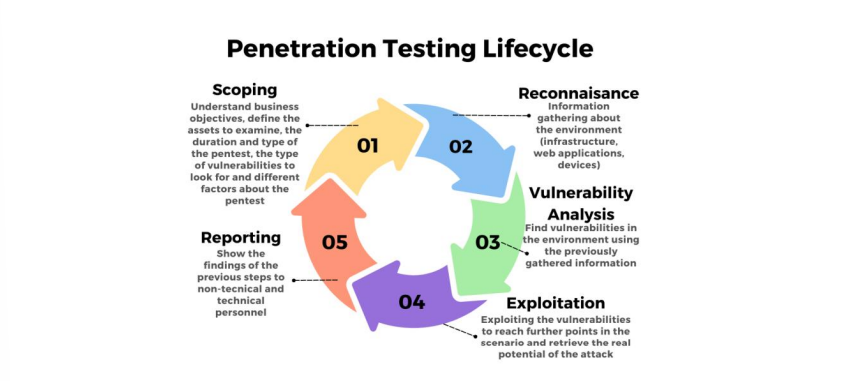 Penetration Testing Lifecycle
Scoping
Understand business
objectives, define the
assets to examine, the
duration and type of
the pentest, the type
of vulnerabilities to
look for and different
factors about the
pentest
01
02
Reconnaisance
Information
gathering about
the environment
(infrastructure,
web applications,
devices)
Vulnerability
Analysis
Find vulnerabilities in
the environment using
the previously
gathered information
03
04
Exploitation
Exploiting the vulnerabilities
to reach further points in the
scenario and retrieve the real
potential of the attack
05
Reporting
Show the
findings of the
previous steps to
non-tecnical and
technical
personnel